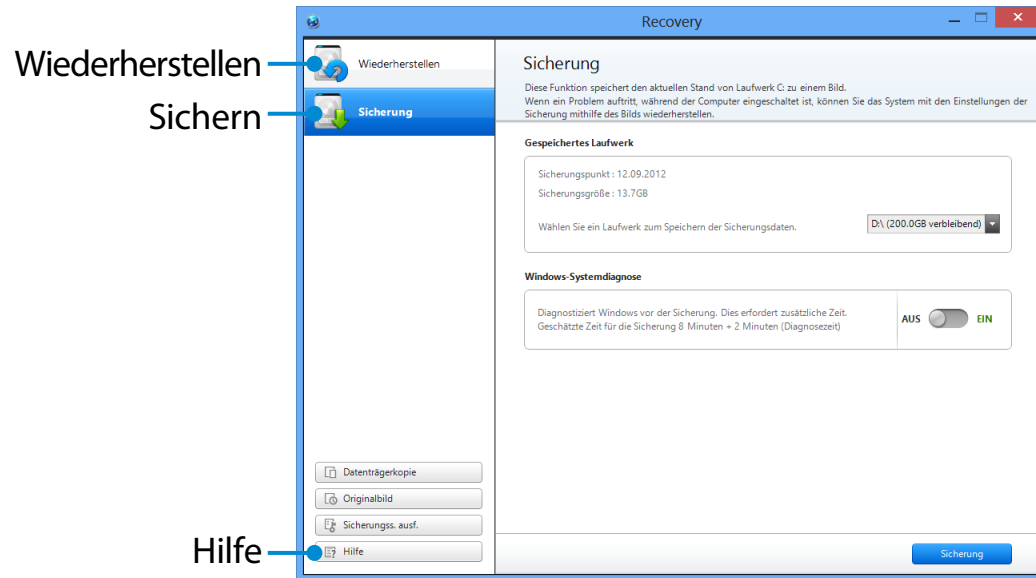 Recovery
Wiederherstellen
Sichern
Hilfe
Wiederherstellen
Sicherung
Datenträgerkopie
Originalbild
Sicherungss. ausf.
Hilfe
Sicherung
Diese Funktion speichert den aktuellen Stand von Laufwerk C: zu einem Bild.
Wenn ein Problem auftritt, während der Computer eingeschaltet ist, können Sie das System mit den Einstellungen der
Sicherung mithilfe des Bilds wiederherstellen.
Gespeichertes Laufwerk
Sicherungspunkt : 12.09.2012
Sicherungsgröße : 13.7GB
Wählen Sie ein Laufwerk zum Speichern der Sicherungsdaten.
D:\ (200.0GB verbleibend)
Windows-Systemdiagnose
Diagnostiziert Windows vor der Sicherung. Dies erfordert zusätzliche Zeit.
Geschätzte Zeit für die Sicherung 8 Minuten + 2 Minuten (Diagnosezeit)
AUS EIN
Sicherung